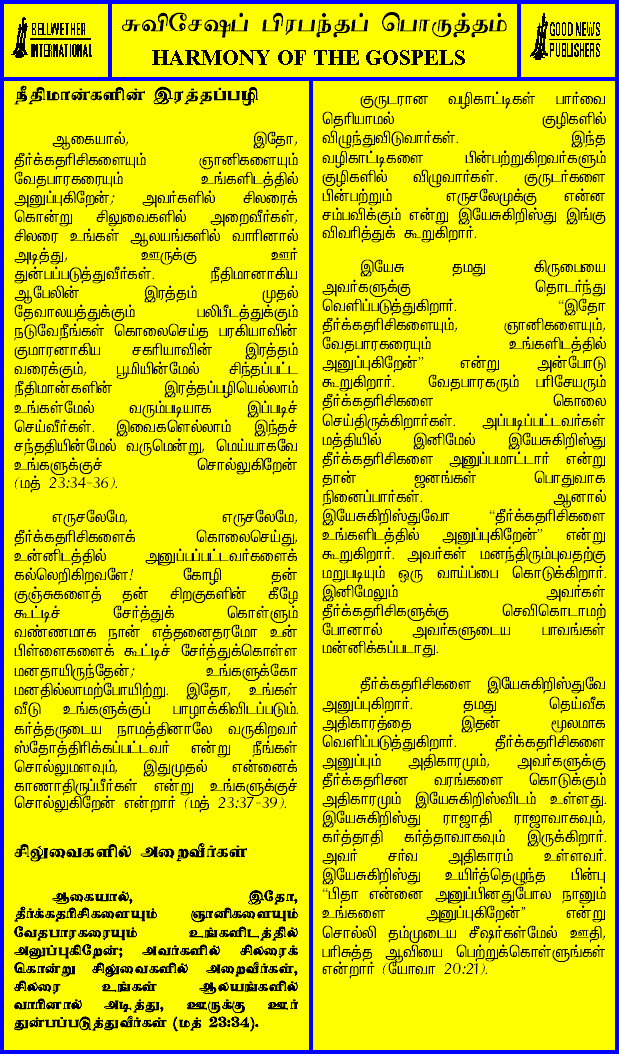 BELLWETHER
INTERNATIONAL
சுவிசேஷப் பிரபந்தப் பொருத்தம்
HARMONY OF THE GOSPELS
GOOD NEWS
PUBLISHERS
நீதிமான்களின் இரத்தப்பழி
ஆகையால், இதோ,
தீர்க்கதரிசிகளையும் ஞானிகளையும்
வேதபாரகரையும் உங்களிடத்தில்
அனுப்புகிறேன்; அவர்களில் சிலரைக்
கொன்று சிலுவைகளில் அறைவீர்கள்,
சிலரை உங்கள் ஆலயங்களில் வாரினால்
அடித்து, ஊருக்கு ஊர்
துன்பப்படுத்துவீர்கள். நீதிமானாகிய
ஆபேலின் இரத்தம் முதல்
தேவாலயத்துக்கும் பலிபீடத்துக்கும்
நடுவேநீங்கள் கொலைசெய்த பரகியாவின்
குமாரனாகிய சகரியாவின் இரத்தம்
வரைக்கும், பூமியின்மேல் சிந்தப்பட்ட
நீதிமான்களின் இரத்தப்பழியெல்லாம்
உங்கள்மேல் வரும்படியாக இப்படிச்
செய்வீர்கள். இவைகளெல்லாம் இந்தச்
சந்ததியின்மேல் வருமென்று, மெய்யாகவே
உங்களுக்குச் சொல்லுகிறேன்
(மத் 23:34-36).
எருசலேமே, எருசலேமே,
தீர்க்கதரிசிகளைக் கொலைசெய்து,
உன்னிடத்தில் அனுப்பப்பட்டவர்களைக்
கல்லெறிகிறவளே! கோழி தன்
குஞ்சுகளைத் தன் சிறகுகளின் கீழே
கூட்டிச் சேர்த்துக் கொள்ளும்
வண்ணமாக நான் எத்தனைதரமோ உன்
பிள்ளைகளைக் கூட்டிச் சேர்த்துக்கொள்ள
மனதாயிருந்தேன்; உங்களுக்கோ
மனதில்லாமற்போயிற்று. இதோ, உங்கள்
வீடு உங்களுக்குப் பாழாக்கிவிடப்படும்.
கர்த்தருடைய நாமத்தினாலே வருகிறவர்
ஸ்தோத்திரிக்கப்பட்டவர் என்று நீங்கள்
சொல்லுமளவும், இதுமுதல் என்னைக்
காணாதிருப்பீர்கள் என்று உங்களுக்குச்
சொல்லுகிறேன் என்றார் (மத் 23:37-39).
சிலுவைகளில் அறைவீர்கள்
ஆகையால், இதோ,
தீர்க்கதரிசிகளையும் ஞானிகளையும்
வேதபாரகரையும் உங்களிடத்தில்
அனுப்புகிறேன்; அவர்களில் சிலரைக்
கொன்று சிலுவைகளில் அறைவீர்கள்,
சிலரை உங்கள் ஆலயங்களில்
வாரினால் அடித்து, ஊருக்கு ஊர்
துன்பப்படுத்துவீர்கள் (மத் 23:34).
குருடரான வழிகாட்டிகள் பார்வை
தெரியாமல் குழிகளில்
விழுந்துவிடுவார்கள். இந்த
வழிகாட்டிகளை பின்பற்றுகிறவர்களும்
குழிகளில் விழுவார்கள். குருடர்களை
பின்பற்றும் எருசலேமுக்கு என்ன
சம்பவிக்கும் என்று இயேசுகிறிஸ்து இங்கு
விவரித்துக் கூறுகிறார்.
இயேசு தமது கிருபையை
அவர்களுக்கு தொடர்ந்து
வெளிப்படுத்துகிறார். “இதோ
தீர்க்கதரிசிகளையும், ஞானிகளையும்,
வேதபாரகரையும் உங்களிடத்தில்
அனுப்புகிறேன்” என்று அன்போடு
கூறுகிறார். வேதபாரகரும் பரிசேயரும்
தீர்க்கதரிசிகளை கொலை
செய்திருக்கிறார்கள். அப்படிப்பட்டவர்கள்
மத்தியில் இனிமேல் இயேசுகிறிஸ்து
தீர்க்கதரிசிகளை அனுப்பமாட்டார் என்று
தான் ஜனங்கள் பொதுவாக
நினைப்பார்கள். ஆனால்
இயேசுகிறிஸ்துவோ “தீர்க்கதரிசிகளை
உங்களிடத்தில் அனுப்புகிறேன்” என்று
கூறுகிறார். அவர்கள் மனந்திரும்புவதற்கு
மறுபடியும் ஒரு வாய்ப்பை கொடுக்கிறார்.
இனிமேலும் அவர்கள்
தீர்க்கதரிசிகளுக்கு செவிகொடாமற்
போனால் அவர்களுடைய பாவங்கள்
மன்னிக்கப்படாது.
தீர்க்கதரிசிகளை இயேசுகிறிஸ்துவே
அனுப்புகிறார். தமது தெய்வீக
அதிகாரத்தை இதன் மூலமாக
வெளிப்படுத்துகிறார். தீர்க்கதரிசிகளை
அனுப்பும் அதிகாரமும், அவர்களுக்கு
தீர்க்கதரிசன வரங்களை கொடுக்கும்
அதிகாரமும் இயேசுகிறிஸ்விடம் உள்ளது.
இயேசுகிறிஸ்து ராஜாதி ராஜாவாகவும்,
கர்த்தாதி கர்த்தாவாகவும் இருக்கிறார்.
அவர் சர்வ அதிகாரம் உள்ளவர்.
இயேசுகிறிஸ்து உயிர்த்தெழுந்த பின்பு
“பிதா என்னை அனுப்பினதுபோல நானும்
உங்களை அனுப்புகிறேன்” என்று
சொல்லி தம்முடைய சீஷர்கள்மேல் ஊதி,
பரிசுத்த ஆவியை பெற்றுக்கொள்ளுங்கள்
என்றார் (யோவா 20:21).